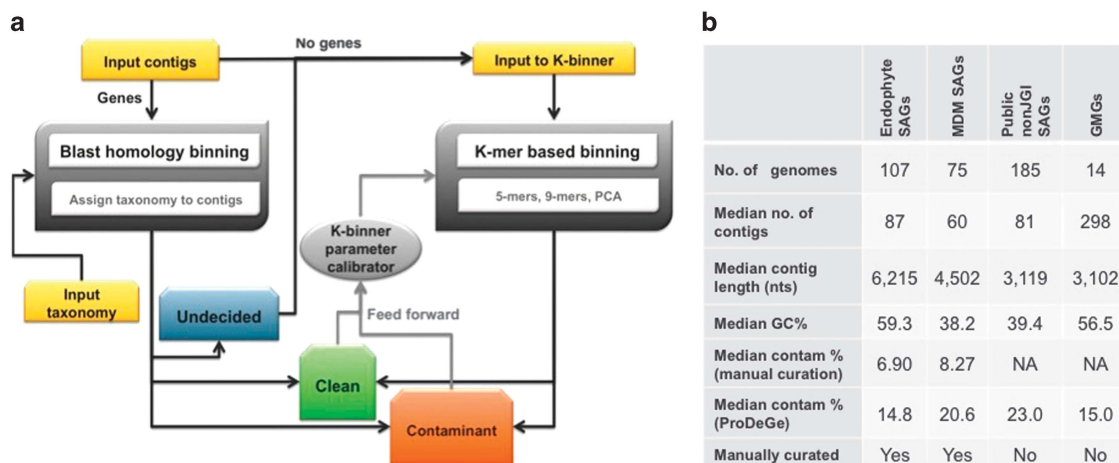 a
Input contigs
No genes
Input to K-binner
Genes
Blast homology binning
Assign taxonomy to contigs
K-mer based binning
5-mers, 9-mers, PCA
K-binner
parameter
calibrator
Input
taxonomy
Undecided
Feed forward
Clean
Contaminant
b
Endophyte
SAGs
MDM SAGs
Public
nonJGI
SAGs
GMGs
No. of genomes 107 75 185 14
Median no. of
contigs 87 60 81 298
Median contig
length (nts) 6,215 4,502 3,119 3,102
Median GC% 59.3 38.2 39.4 56.5
Median contam %
(manual curation) 6.90 8.27 NA NA
Median contam %
(ProDeGe) 14.8 20.6 23.0 15.0
Manually curated Yes Yes No No